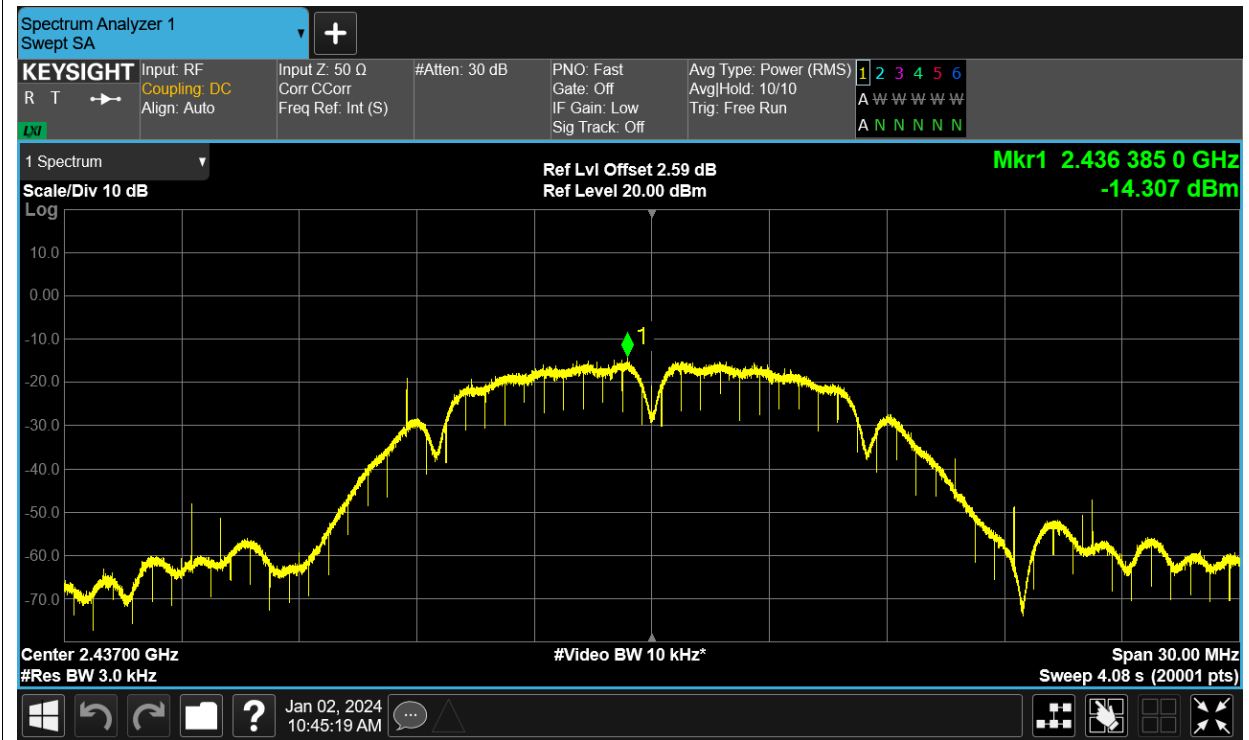 Spectrum Analyzer 1
Swept SA
KEYSIGHT
R T
LXI
Input: RF
Coupling: DC
Align: Auto
Input Z: 50 Ω
Corr CCorr
Freq Ref: Int (S)
#Atten: 30 dB
PNO: Fast
Gate: Off
IF Gain: Low
Sig Track: Off
Avg Type: Power (RMS)
Avg|Hold: 10/10
Trig: Free Run
1 2 3 4 5 6
A W W W W W
A N N N N N
1 Spectrum
Scale/Div 10 dB
Log
Ref Lvl Offset 2.59 dB
Ref Level 20.00 dBm
Mkr1 2.436 385 0 GHz
-14.307 dBm
10.0
0.00
-10.0
-20.0
-30.0
-40.0
-50.0
-60.0
-70.0
1
Center 2.43700 GHz
#Res BW 3.0 kHz
#Video BW 10 kHz*
Span 30.00 MHz
Sweep 4.08 s (20001 pts)
?
Jan 02, 2024
10:45:19 AM